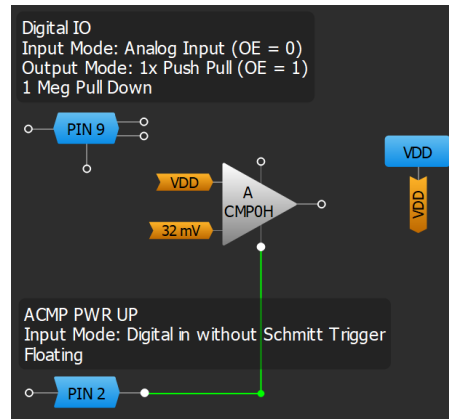 Digital IO
Input Mode: Analog Input (OE = 0)
Output Mode: 1x Push Pull (OE = 1)
1 Meg Pull Down
PIN 9
VDD
VDD
A
CMP0H
VDD
32 mV
ACMP PWR UP
Input Mode: Digital in without Schmitt Trigger
Floating
PIN 2